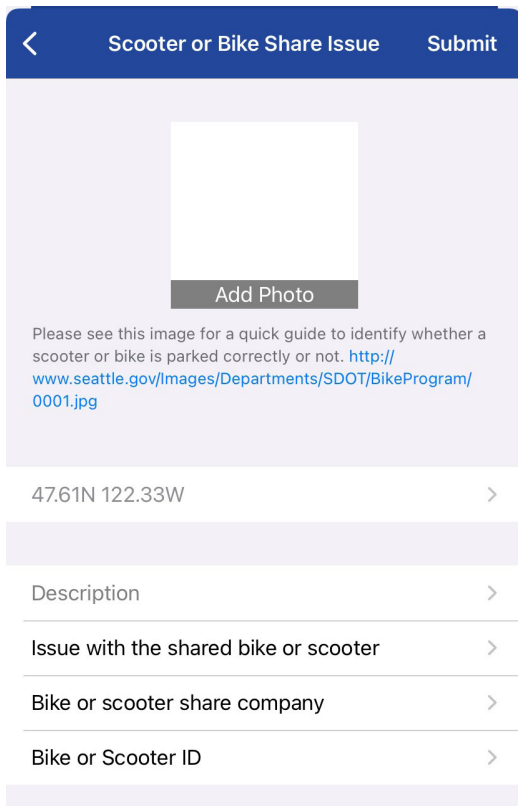 Scooter or Bike Share Issue
Submit
Add Photo
Please see this image for a quick guide to identify whether a
scooter or bike is parked correctly or not. http://
www.seattle.gov/Images/Departments/SDOT/BikeProgram/
0001.jpg
47.61N 122.33W
Description
Issue with the shared bike or scooter
Bike or scooter share company
Bike or Scooter ID